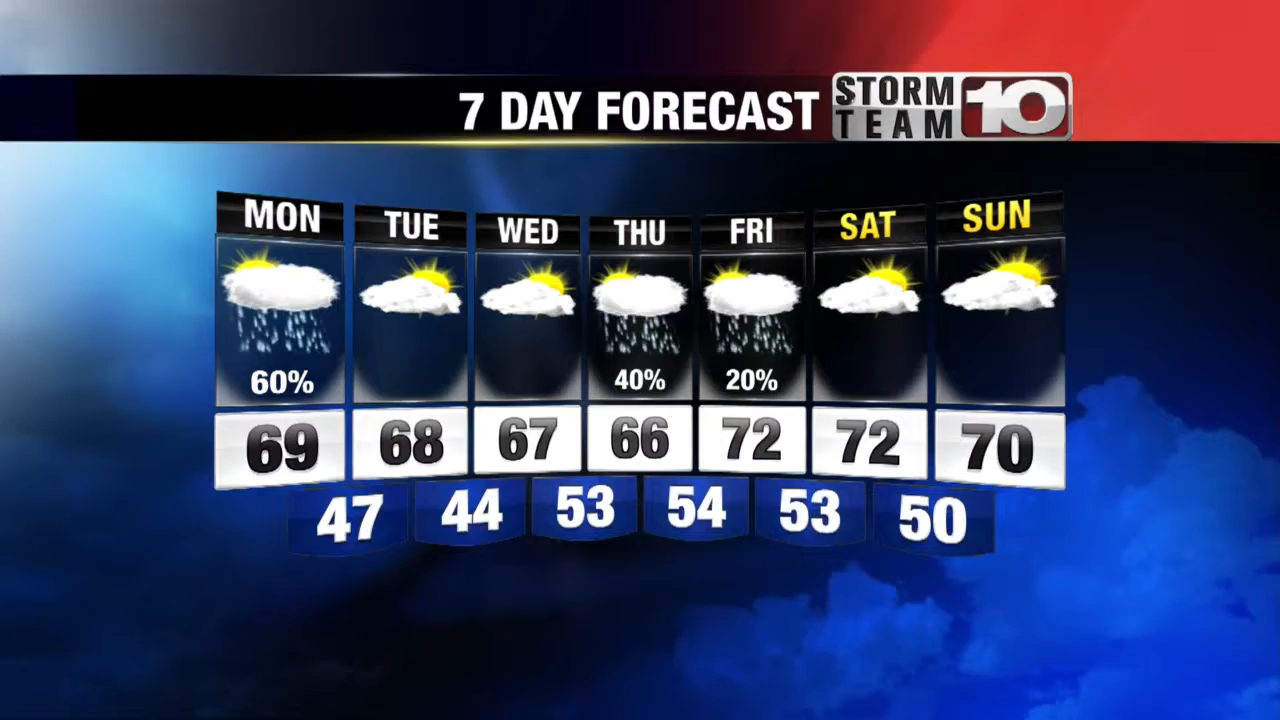 7 DAY FORECAST
STORM
TEAM
10
MON TUE WED THU FRI SAT SUN
60% 40% 20%
69 68 67 66 72 72 70
47 44 53 54 53 50